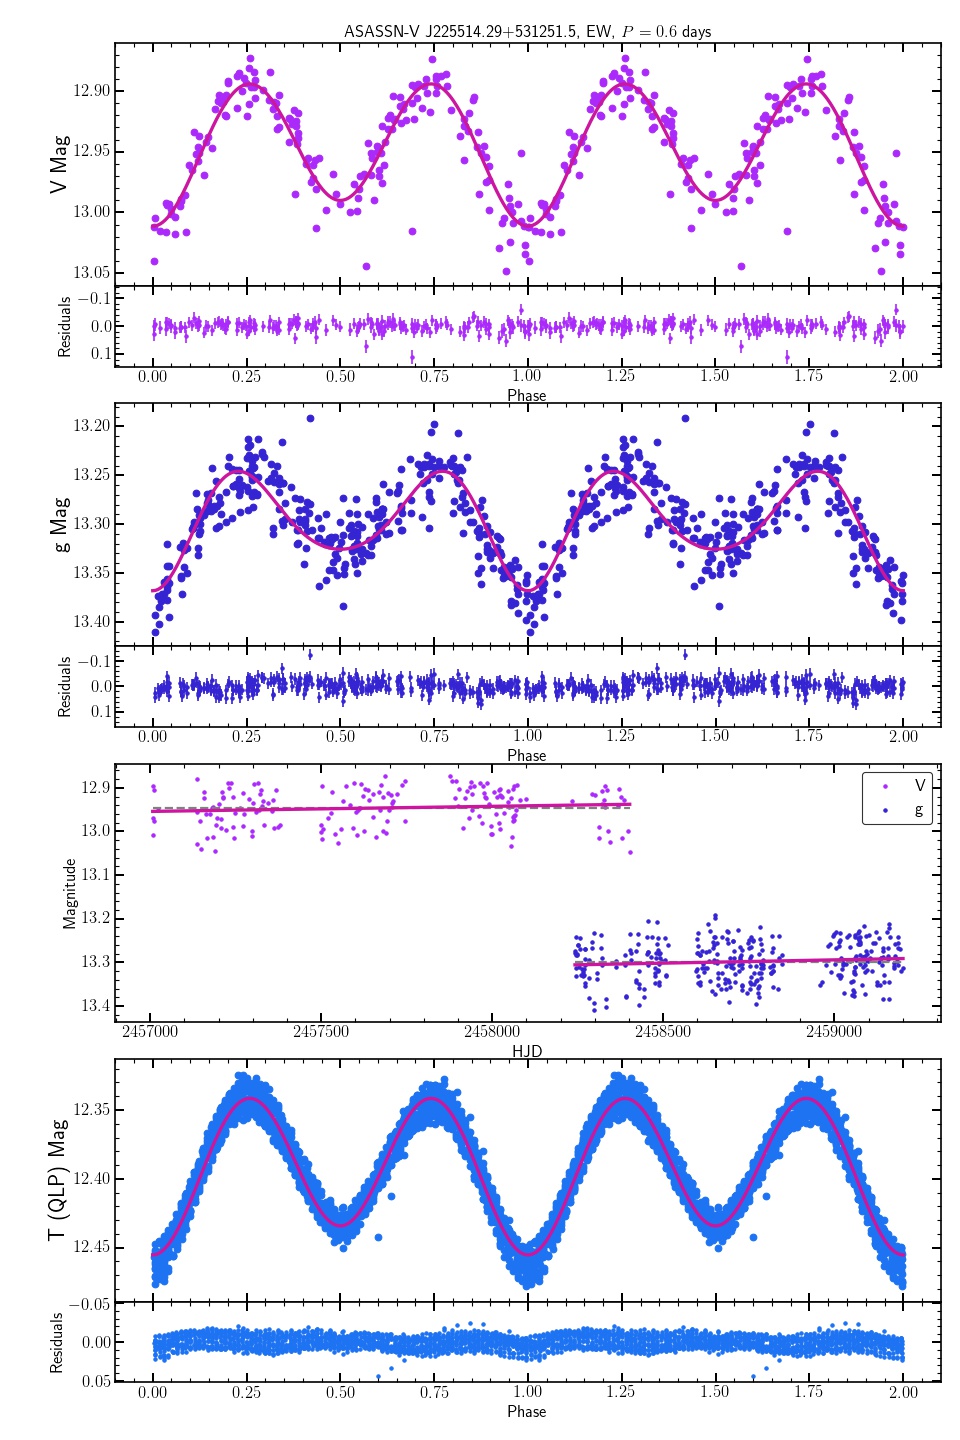 ASASSN-V J225514.29+531251.5, EW, P = 0.6 days
V Mag
12.90
12.95
13.00
13.05
Residuals
−0.1
0.0
0.1
0.00 0.25 0.50 0.75 1.00 1.25 1.50 1.75 2.00
Phase
g Mag
13.20
13.25
13.30
13.35
13.40
Residuals
−0.1
0.0
0.1
0.00 0.25 0.50 0.75 1.00 1.25 1.50 1.75 2.00
Phase
Magnitude
12.9
13.0
13.1
13.2
13.3
13.4
V
g
2457000 2457500 2458000 2458500 2459000
HJD
T (QLP) Mag
12.35
12.40
12.45
Residuals
−0.05
0.00
0.05
0.00 0.25 0.50 0.75 1.00 1.25 1.50 1.75 2.00
Phase